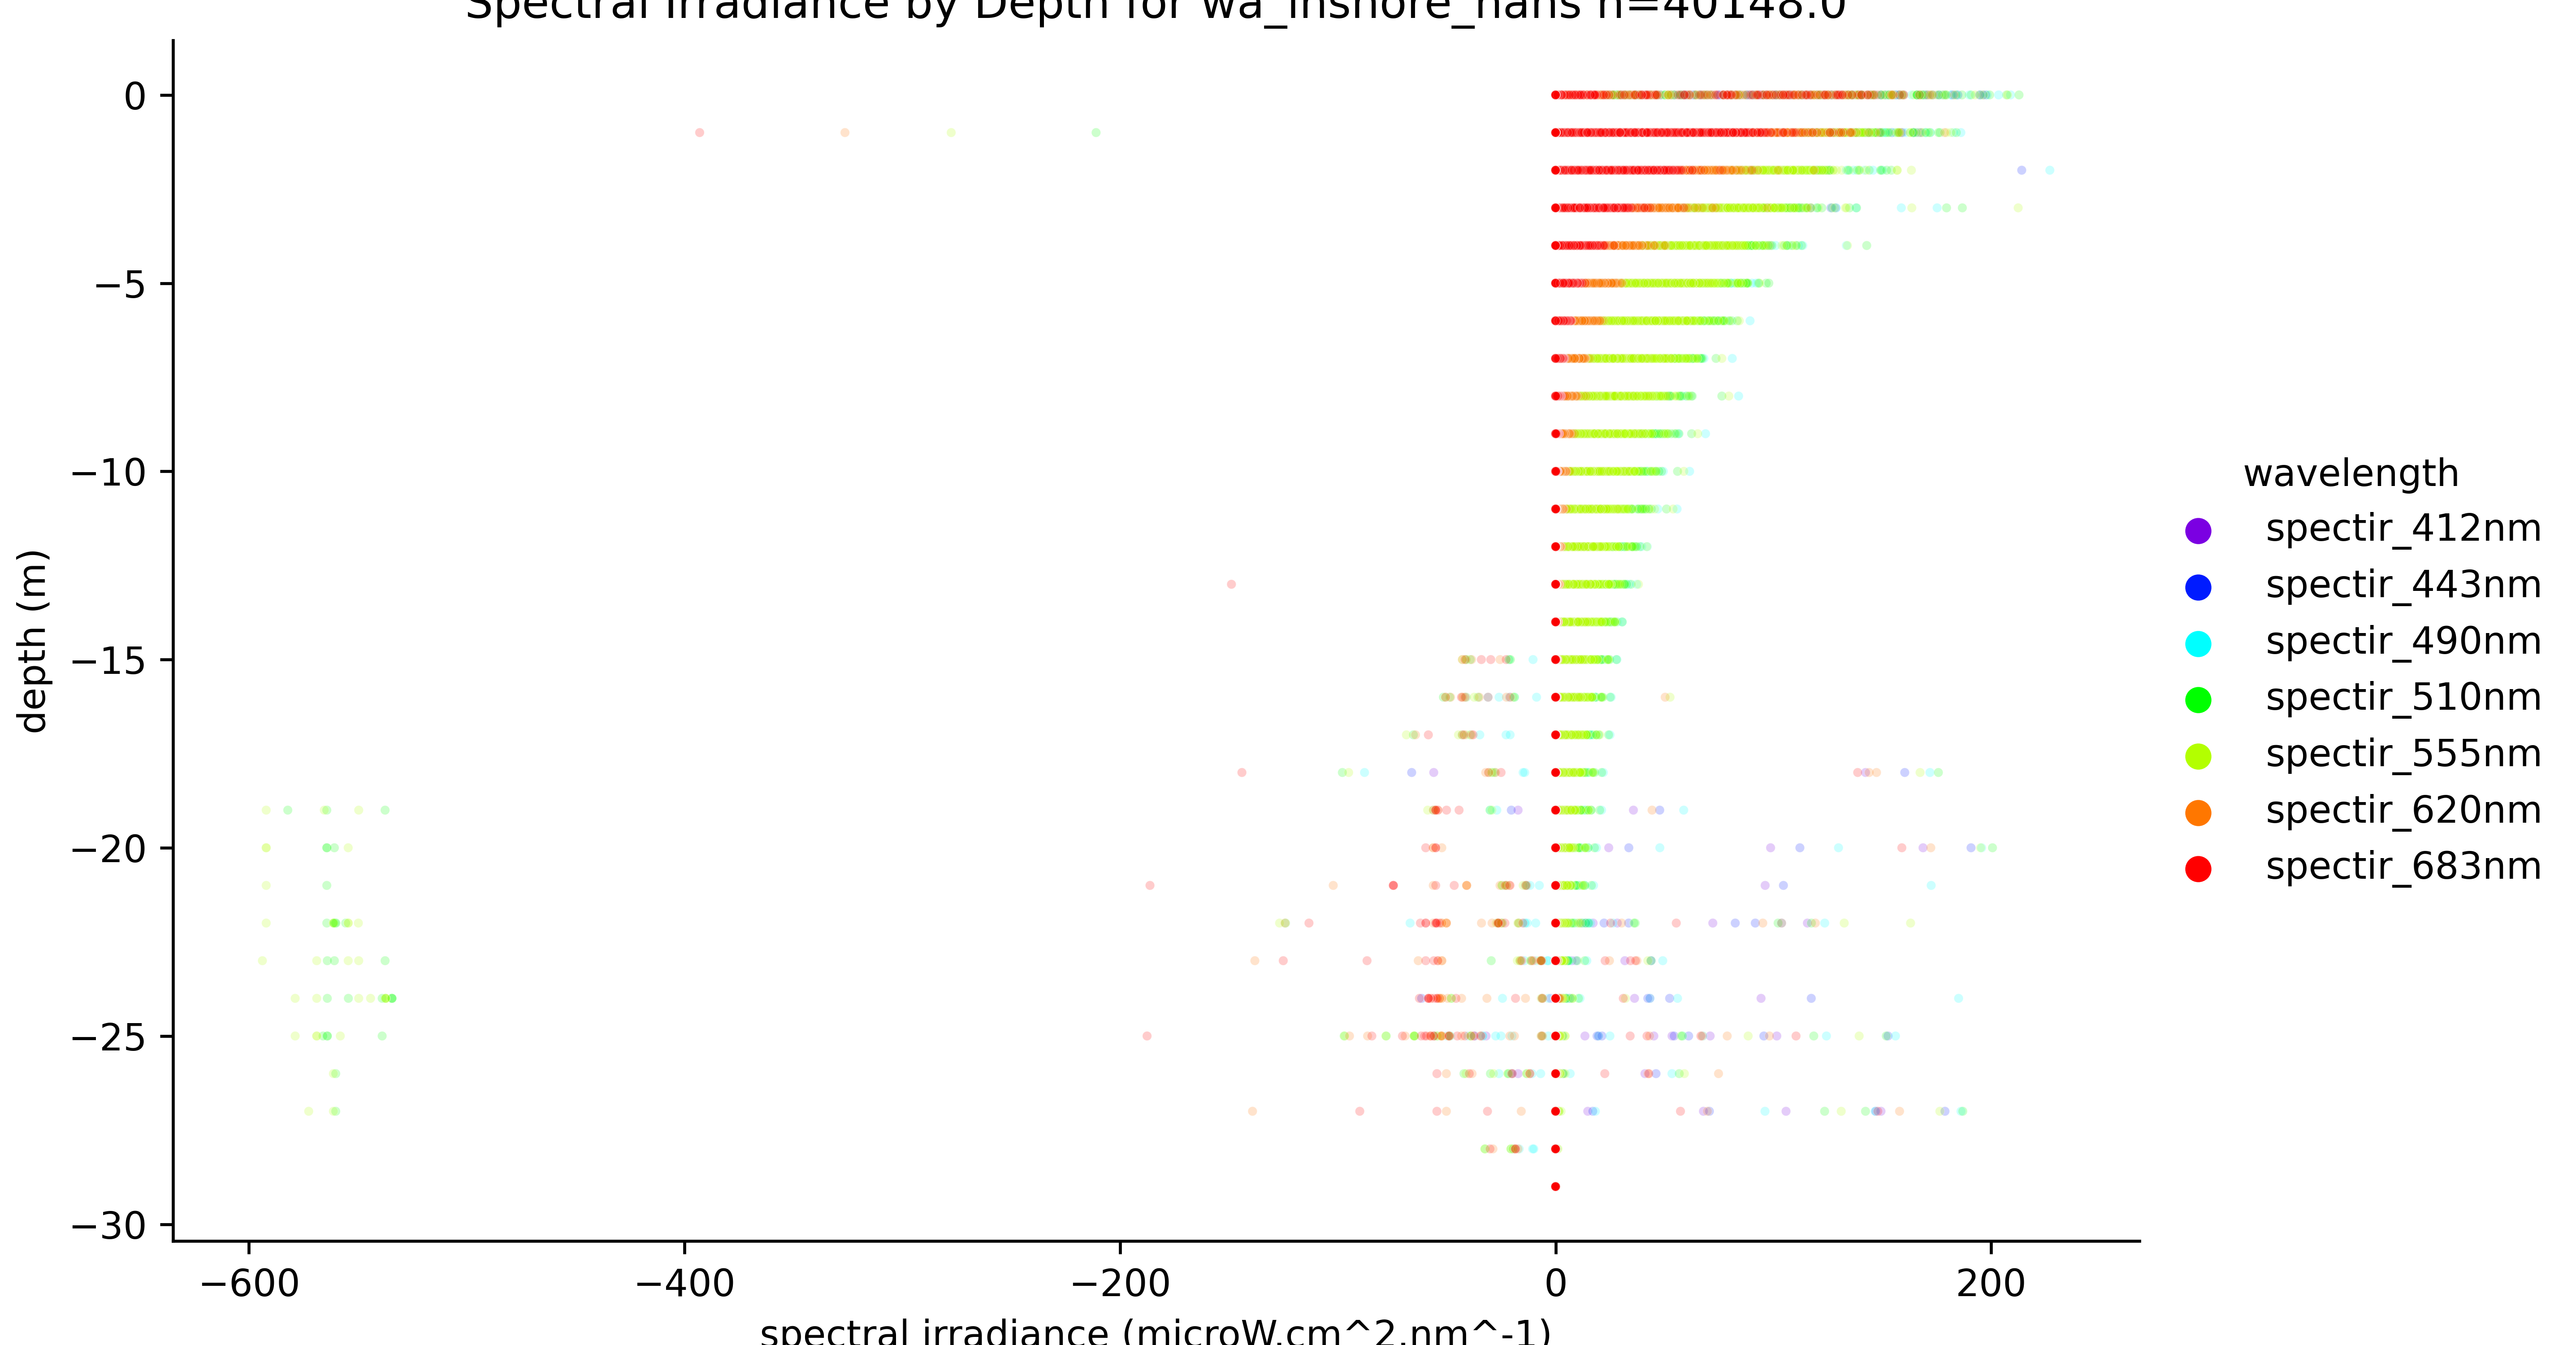 Spectral Irradiance by Depth for wa_inshore_nans n=40148.0
0
−5
−10
−15
−20
−25
−30
depth (m)
−600
−400
−200
0
200
spectral irradiance (microW.cm^2.nm^-1)
wavelength
spectir_412nm
spectir_443nm
spectir_490nm
spectir_510nm
spectir_555nm
spectir_620nm
spectir_683nm